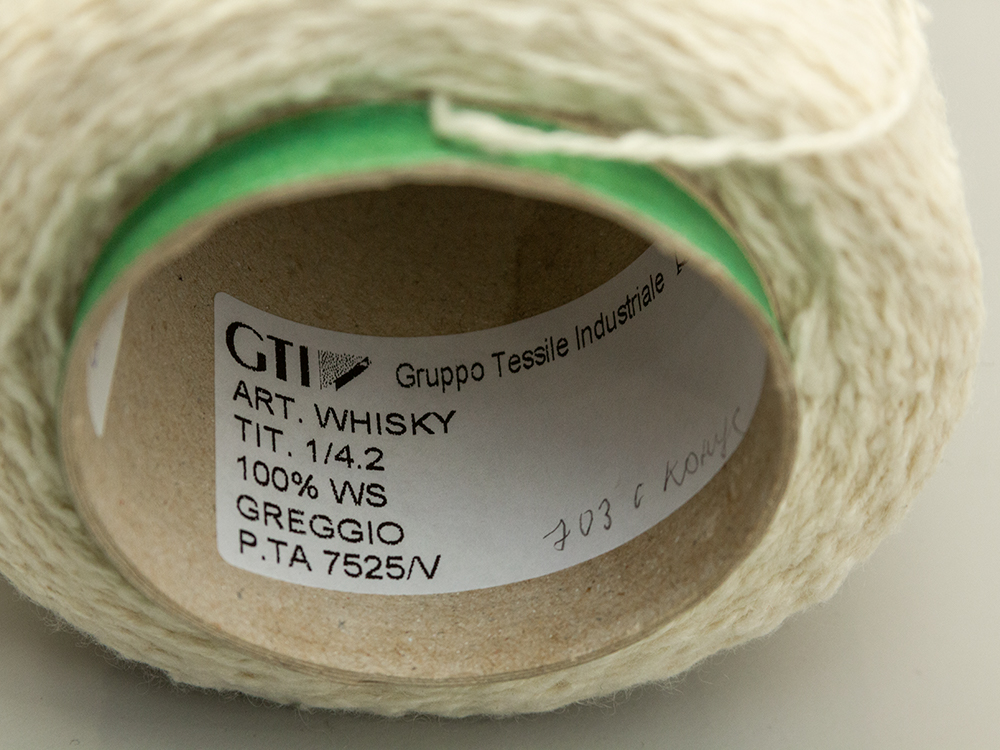 GTI Gruppo Tessile Industriale
ART. WHISKY
TIT. 1/4.2
100% WS
GREGGIO
P.TA 7525/V
703 с конус